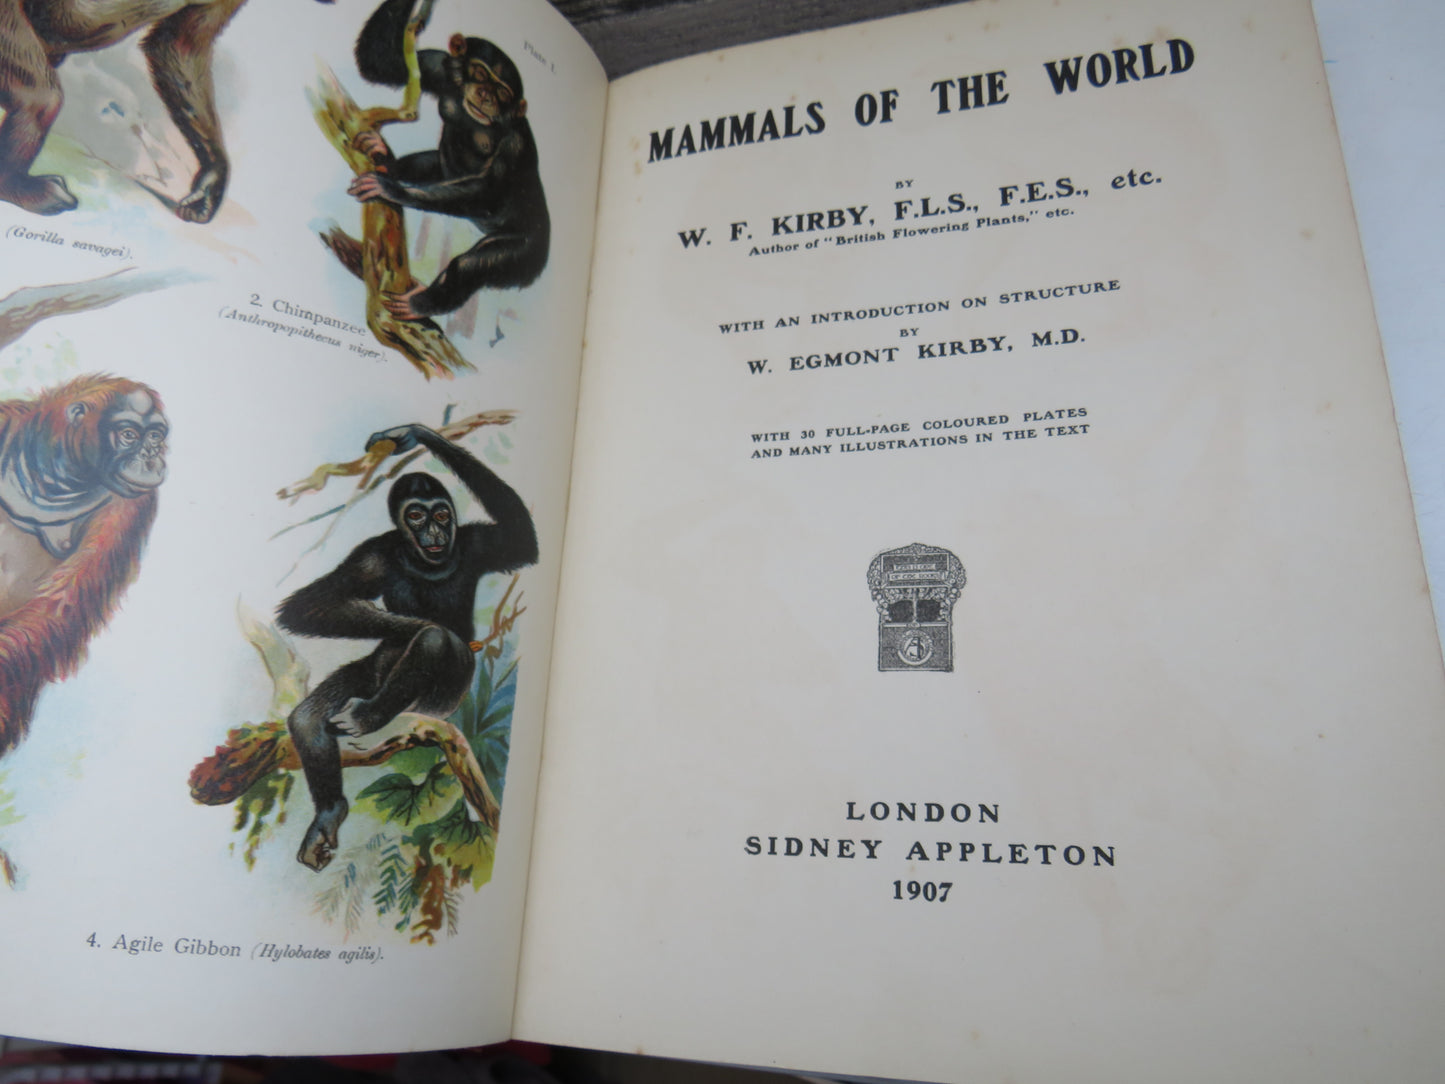 Plate I.
(Gorilla savagei).
2. Chimpanzee
(Anthropopithecus niger).
4. Agile Gibbon (Hylobates agilis).
MAMMALS OF THE WORLD
BY
W. F. KIRBY, F.L.S., F.E.S., etc.
Author of "British Flowering Plants," etc.
WITH AN INTRODUCTION ON STRUCTURE
BY
W. EGMONT KIRBY, M.D.
WITH 30 FULL-PAGE COLOURED PLATES
AND MANY ILLUSTRATIONS IN THE TEXT
LONDON
SIDNEY APPLETON
1907